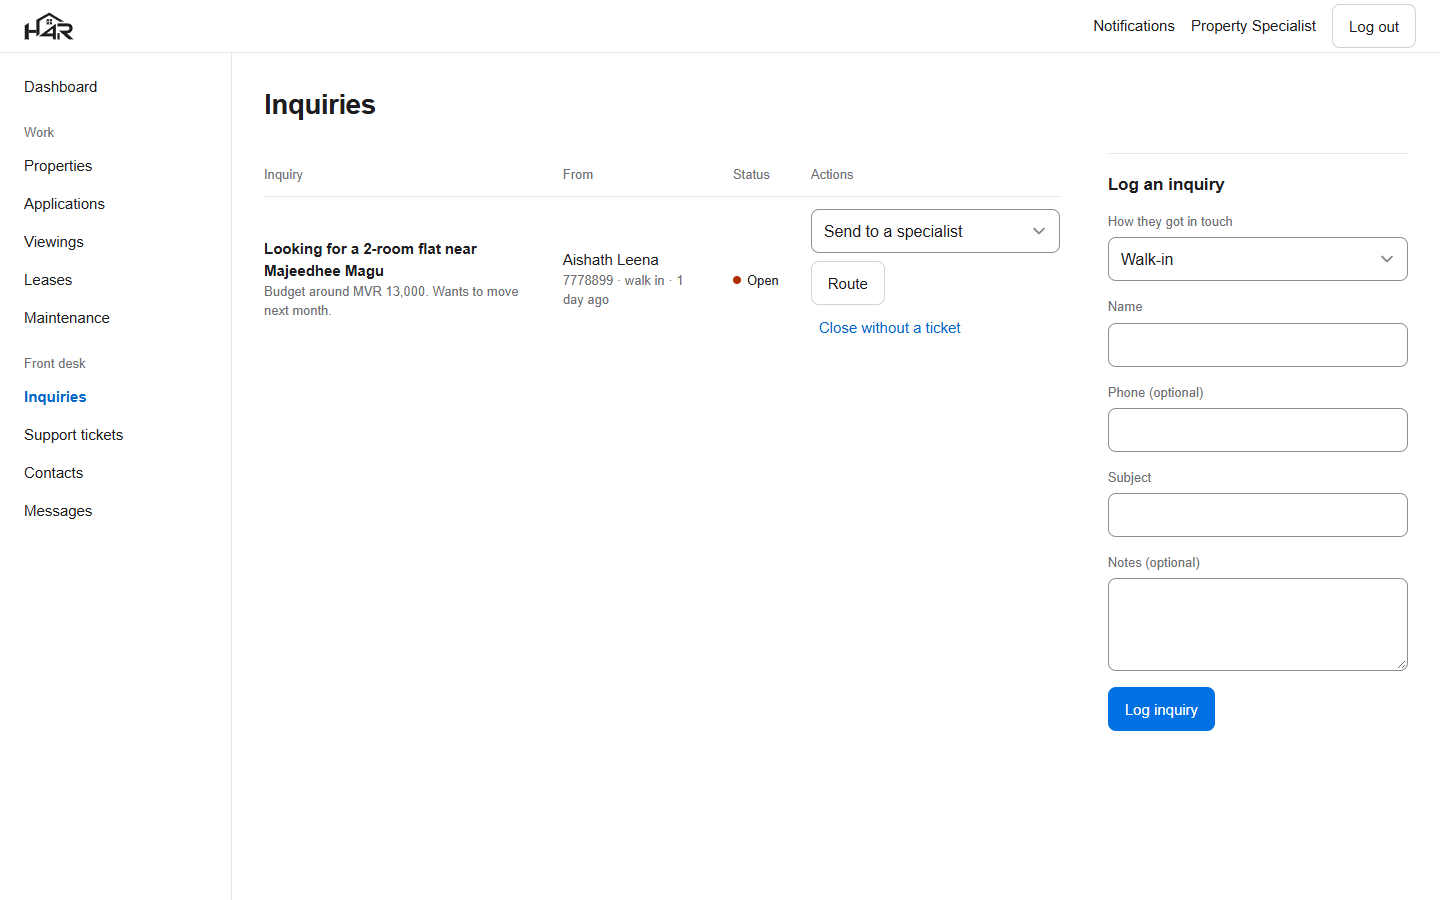 H4R
Notifications
Property Specialist
Log out
Dashboard
Work
Properties
Applications
Viewings
Leases
Maintenance
Front desk
Inquiries
Support tickets
Contacts
Messages
Inquiries
Inquiry
From
Status
Actions
Looking for a 2-room flat near
Majeedhee Magu
Budget around MVR 13,000. Wants to move
next month.
Aishath Leena
7778899 · walk in · 1
day ago
Open
Send to a specialist
Route
Close without a ticket
Log an inquiry
How they got in touch
Walk-in
Name
Phone (optional)
Subject
Notes (optional)
Log inquiry